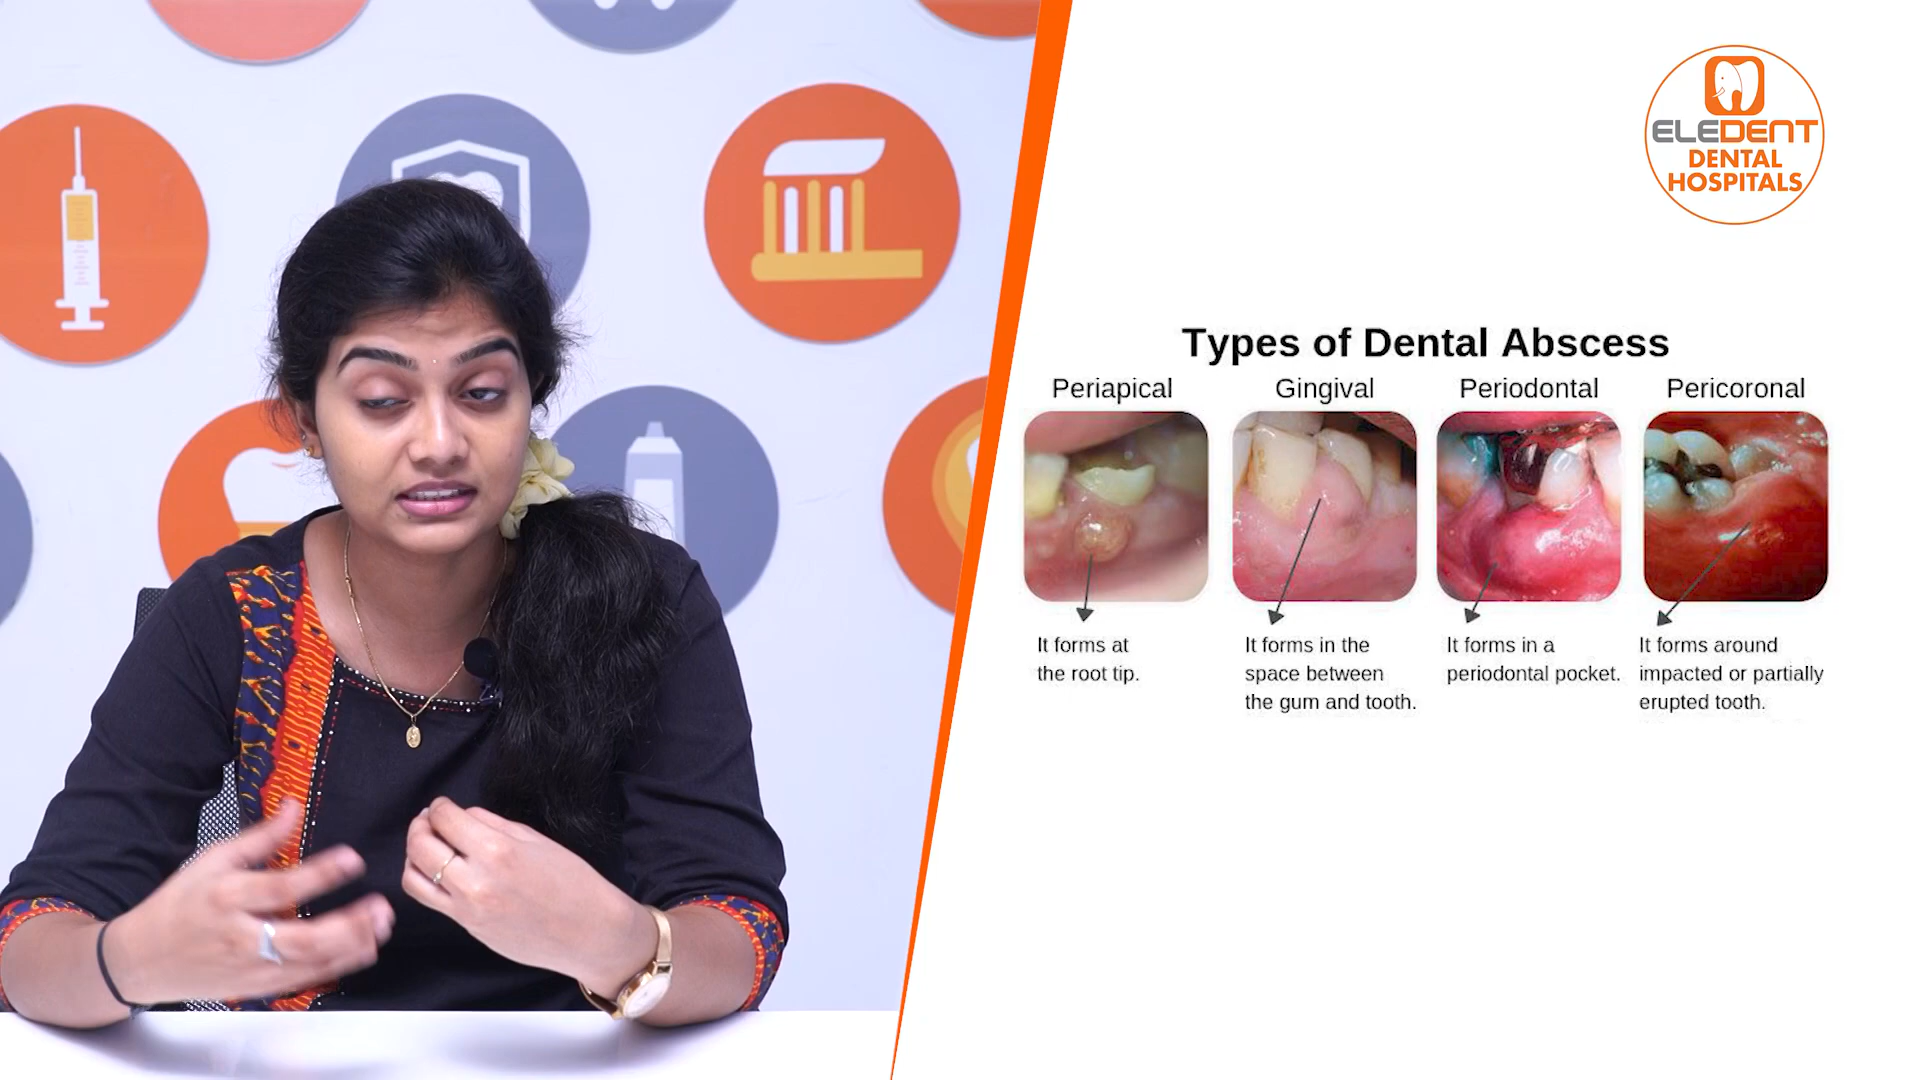 ELEDENT
DENTAL
HOSPITALS
Types of Dental Abscess
Periapical
Gingival
Periodontal
Pericoronal
It forms at
the root tip.
It forms in the
space between
the gum and tooth.
It forms in a
periodontal pocket.
It forms around
impacted or partially
erupted tooth.